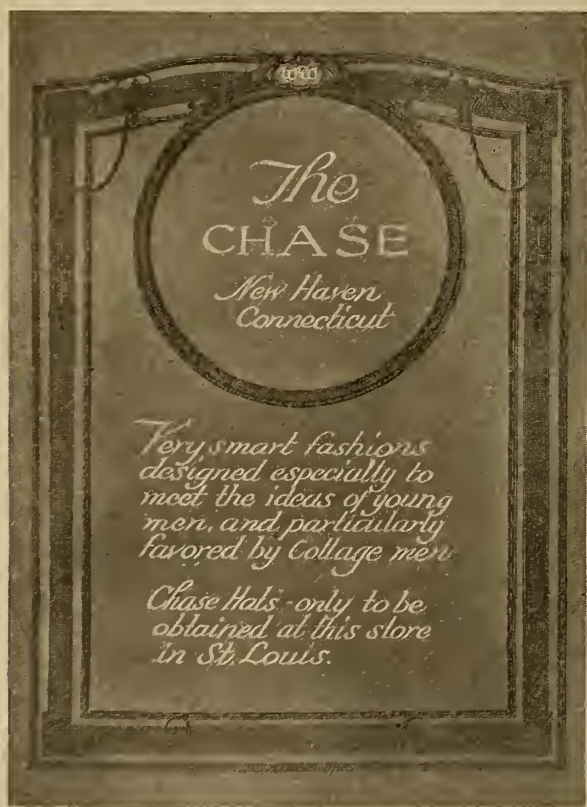 The
CHASE
New Haven
Connecticut
Very smart fashions
designed especially to
meet the ideas of young
men, and particularly
favored by Collage men
Chase Hats - only to be
obtained at this store
in St. Louis.